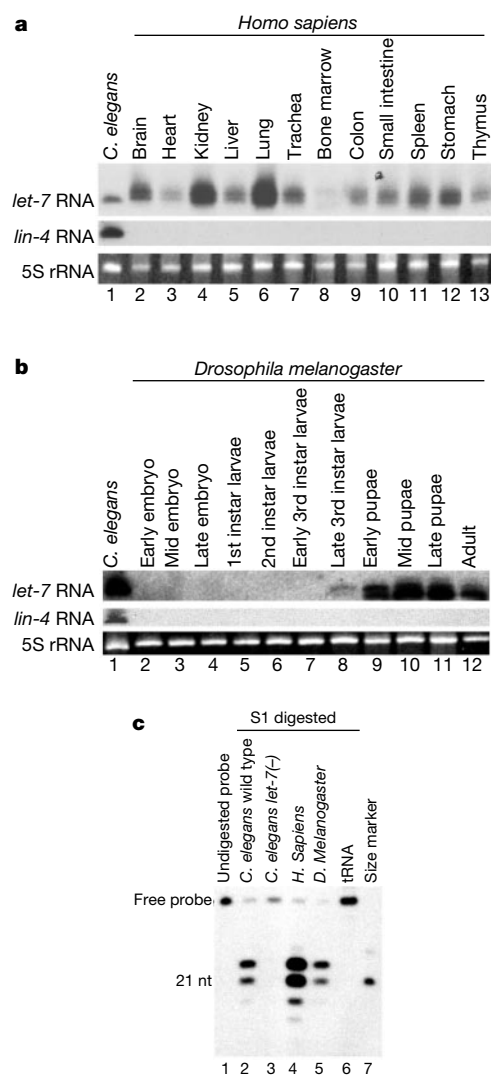 a
Homo sapiens
C. elegans
Brain
Heart
Kidney
Liver
Lung
Trachea
Bone marrow
Colon
Small intestine
Spleen
Stomach
Thymus
let-7 RNA
lin-4 RNA
5S rRNA
1 2 3 4 5 6 7 8 9 10 11 12 13
b
Drosophila melanogaster
C. elegans
Early embryo
Mid embryo
Late embryo
1st instar larvae
2nd instar larvae
Early 3rd instar larvae
Late 3rd instar larvae
Early pupae
Mid pupae
Late pupae
Adult
let-7 RNA
lin-4 RNA
5S rRNA
1 2 3 4 5 6 7 8 9 10 11 12
c
S1 digested
Undigested probe
C. elegans wild type
C. elegans let-7(–)
H. Sapiens
D. Melanogaster
tRNA
Size marker
Free probe
21 nt
1 2 3 4 5 6 7